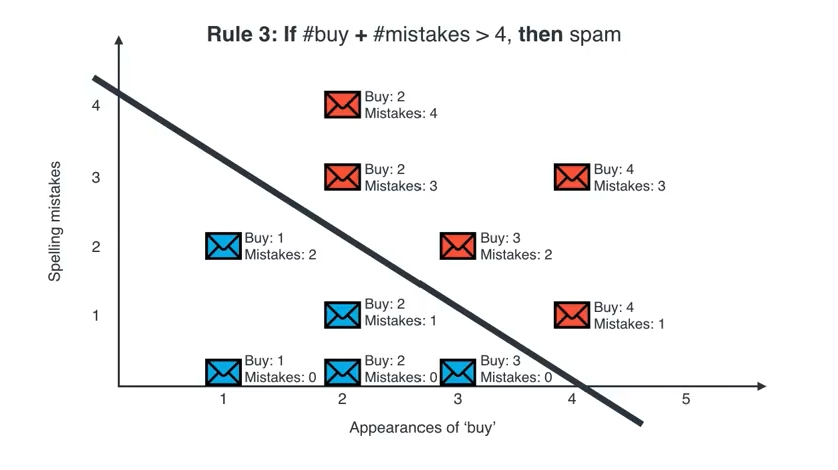 Rule 3: If #buy + #mistakes > 4, then spam
4
Buy: 2
Mistakes: 4
3
Buy: 2
Mistakes: 3
Buy: 4
Mistakes: 3
Spelling mistakes
2
Buy: 1
Mistakes: 2
Buy: 3
Mistakes: 2
1
Buy: 2
Mistakes: 1
Buy: 4
Mistakes: 1
Buy: 1
Mistakes: 0
Buy: 2
Mistakes: 0
Buy: 3
Mistakes: 0
1 2 3 4 5
Appearances of ‘buy’